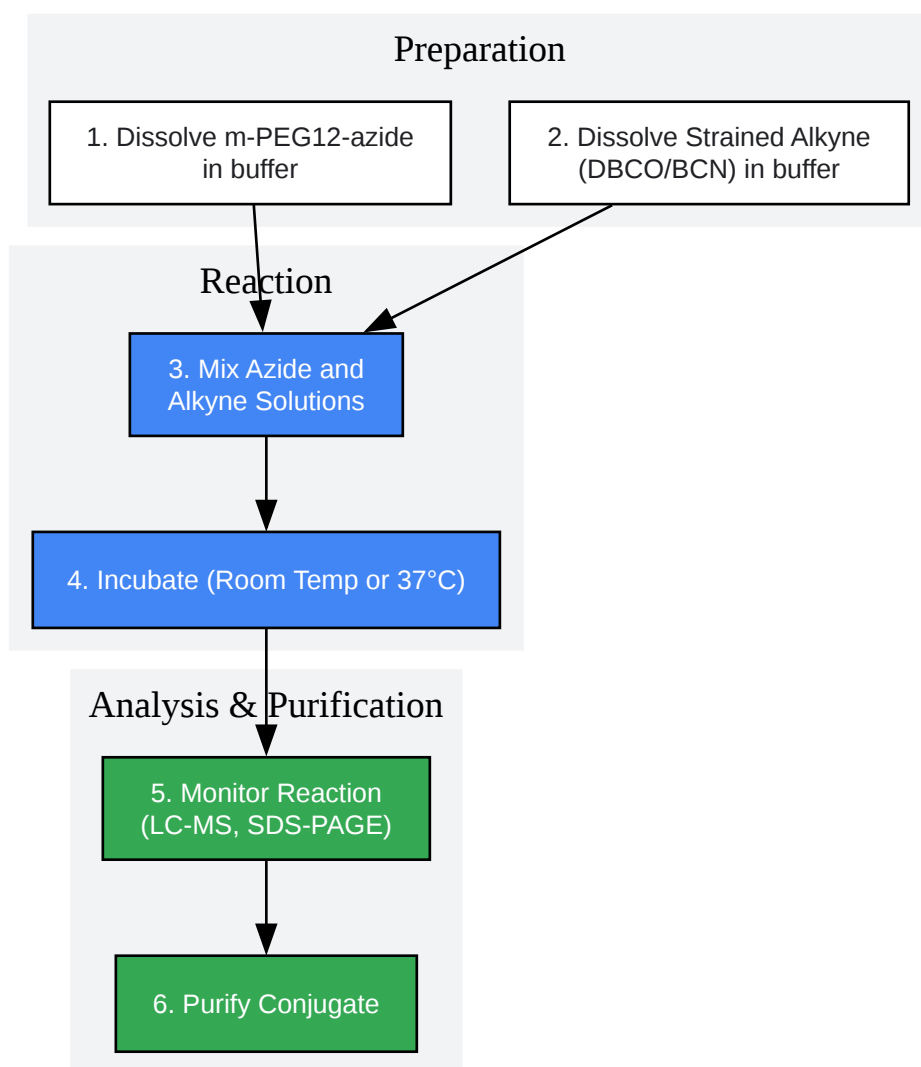 Preparation
1. Dissolve m-PEG12-azide
in buffer
2. Dissolve Strained Alkyne
(DBCO/BCN) in buffer
Reaction
3. Mix Azide and
Alkyne Solutions
4. Incubate (Room Temp or 37°C)
Analysis & Purification
5. Monitor Reaction
(LC-MS, SDS-PAGE)
6. Purify Conjugate